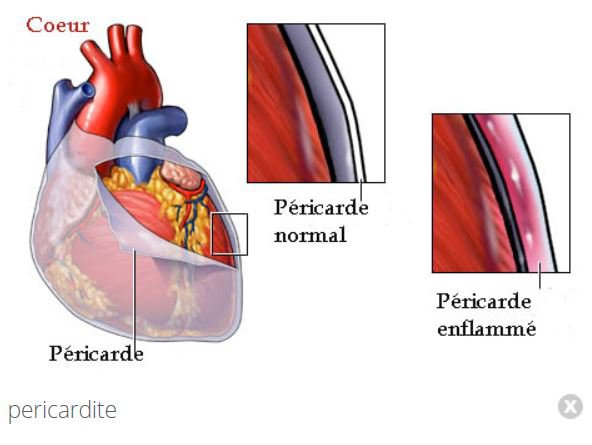 Coeur
Péricarde
normal
Péricarde
enflammé
Péricarde
pericardite
X